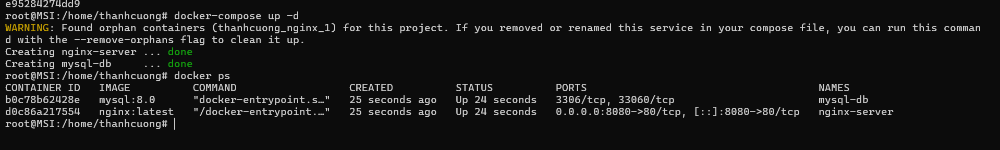 e95284274dd9
root@MSI:/home/thanhcuong# docker-compose up -d
WARNING: Found orphan containers (thanhcuong_nginx_1) for this project. If you removed or renamed this service in your compose file, you can run this comman
d with the --remove-orphans flag to clean it up.
Creating nginx-server ... done
Creating mysql-db     ... done
root@MSI:/home/thanhcuong# docker ps
CONTAINER ID   IMAGE          COMMAND                  CREATED          STATUS          PORTS                                     NAMES
b0c78b62428e   mysql:8.0      "docker-entrypoint.s…"   25 seconds ago   Up 24 seconds   3306/tcp, 33060/tcp                       mysql-db
d0c86a217554   nginx:latest   "/docker-entrypoint.…"   25 seconds ago   Up 24 seconds   0.0.0.0:8080->80/tcp, [::]:8080->80/tcp   nginx-server
root@MSI:/home/thanhcuong#